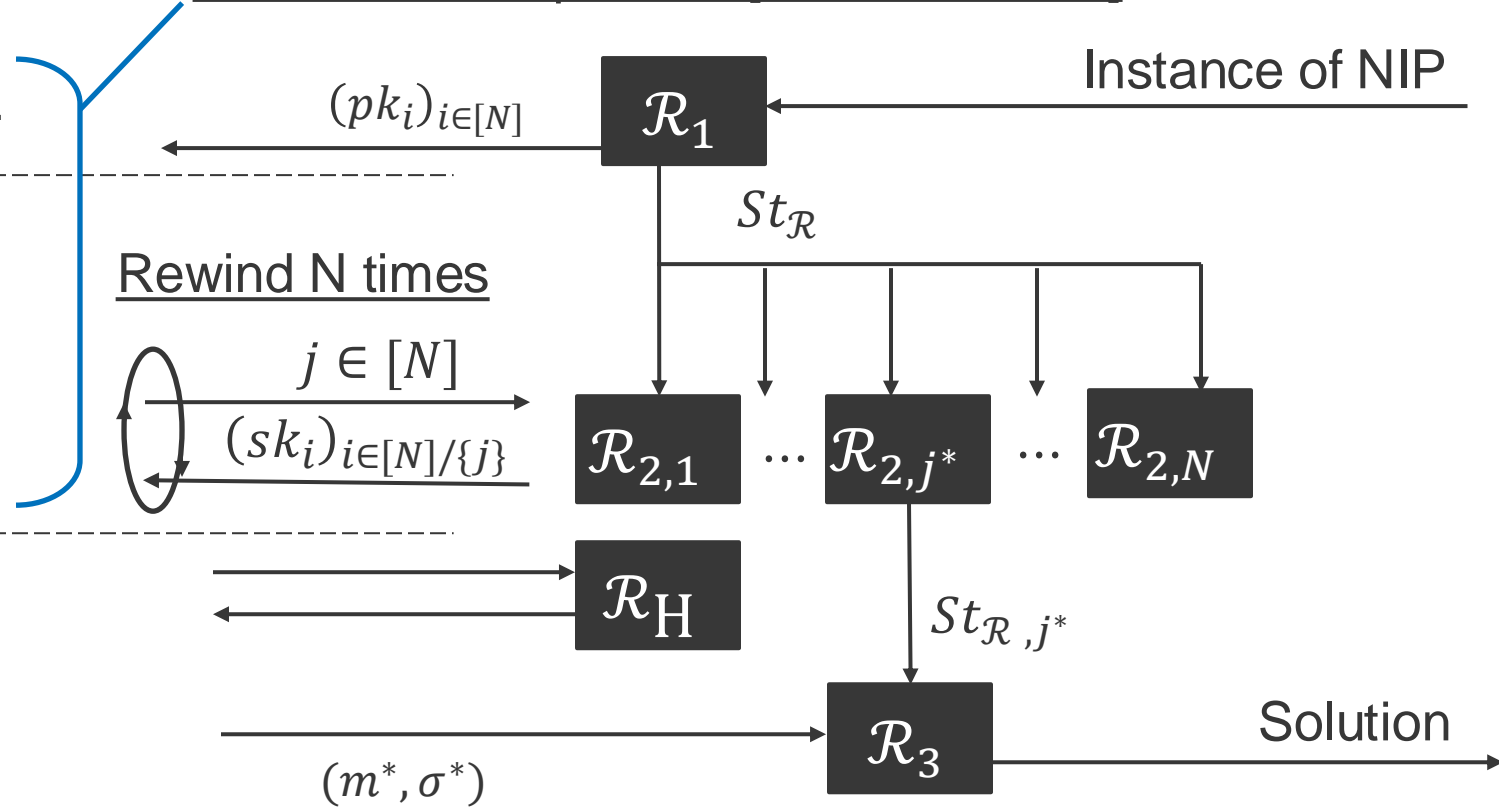 Instance of NIP
(pk_i)_{i∈[N]}
ℛ_1
St_ℛ
Rewind N times
j ∈ [N]
(sk_i)_{i∈[N]/{j}}
ℛ_{2,1}
...
ℛ_{2,j*}
...
ℛ_{2,N}
ℛ_H
St_{ℛ ,j*}
Solution
ℛ_3
(m*, σ*)